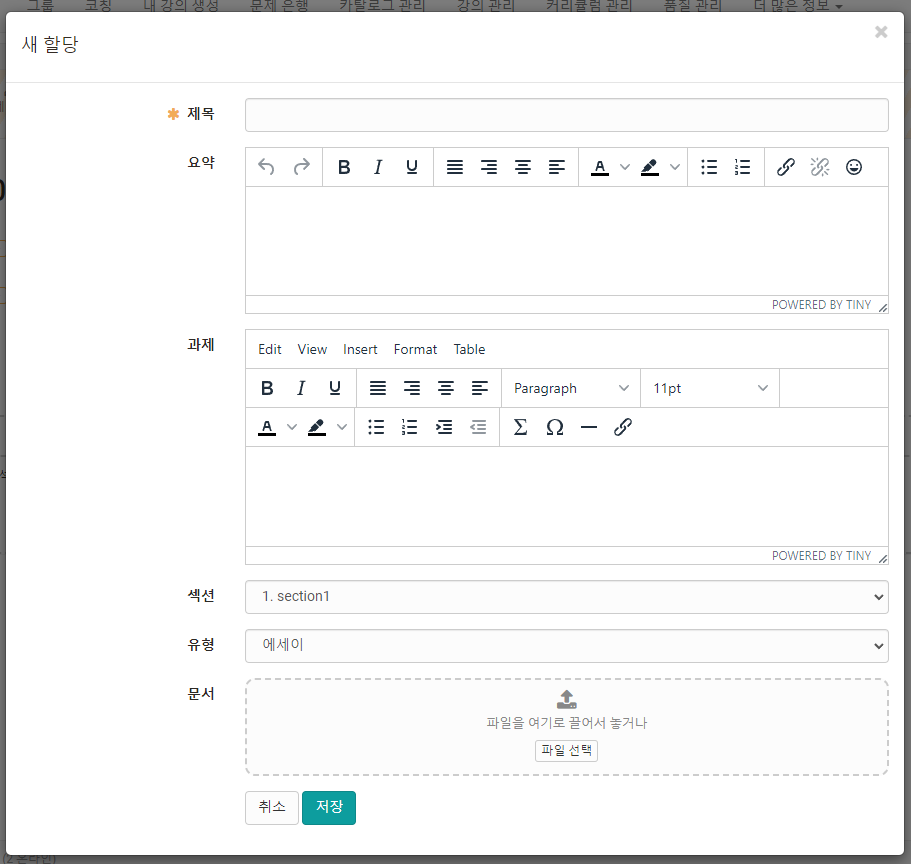 그룹 코칭 내 강의 생성 문제 은행 카탈로그 관리 강의 관리 커리큘럼 관리 품질 관리 더 많은 정보
새 할당
×
✱ 제목
요약
B I U A
POWERED BY TINY
과제
Edit View Insert Format Table
B I U Paragraph 11pt
A Σ Ω
POWERED BY TINY
섹션 1. section1
유형 에세이
문서
파일을 여기로 끌어서 놓거나
파일 선택
취소 저장